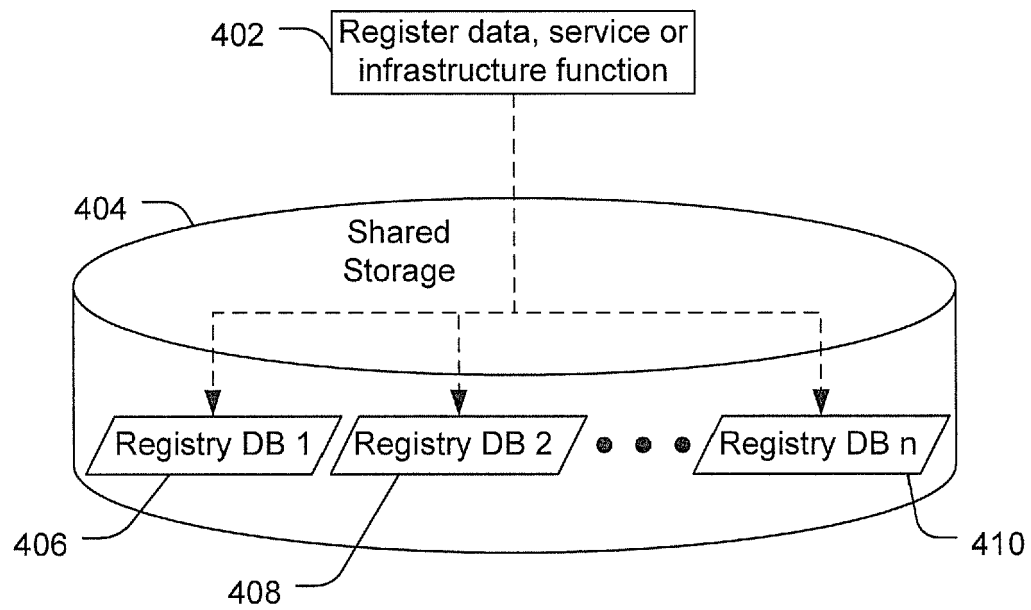 402
Register data, service or
infrastructure function
404
Shared
Storage
Registry DB 1
Registry DB 2
Registry DB n
406
408
410